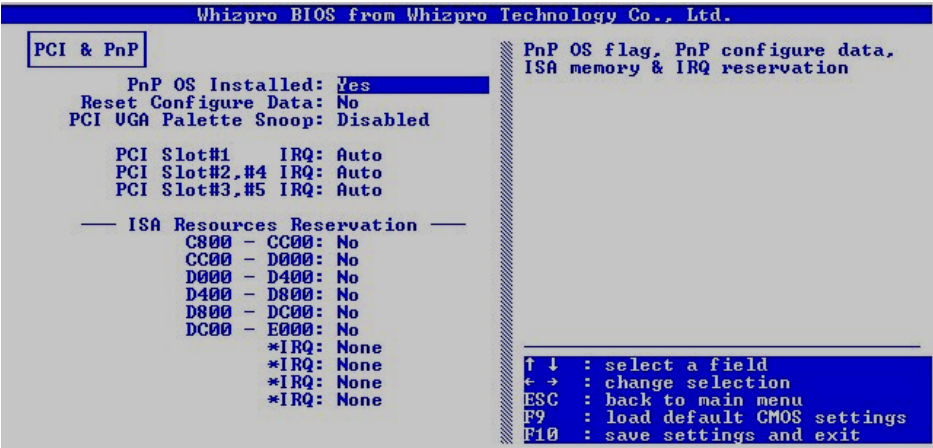 Whizpro BIOS from Whizpro Technology Co., Ltd.
PCI & PnP
PnP OS Installed: Yes
Reset Configure Data: No
PCI VGA Palette Snoop: Disabled
PCI Slot#1 IRQ: Auto
PCI Slot#2,#4 IRQ: Auto
PCI Slot#3,#5 IRQ: Auto
ISA Resources Reservation
C800 - CC00: No
CC00 - D000: No
D000 - D400: No
D400 - D800: No
D800 - DC00: No
DC00 - E000: No
*IRQ: None
*IRQ: None
*IRQ: None
*IRQ: None
PnP OS flag, PnP configure data,
ISA memory & IRQ reservation
↑ ↓ : select a field
← → : change selection
ESC : back to main menu
F9 : load default CMOS settings
F10 : save settings and exit